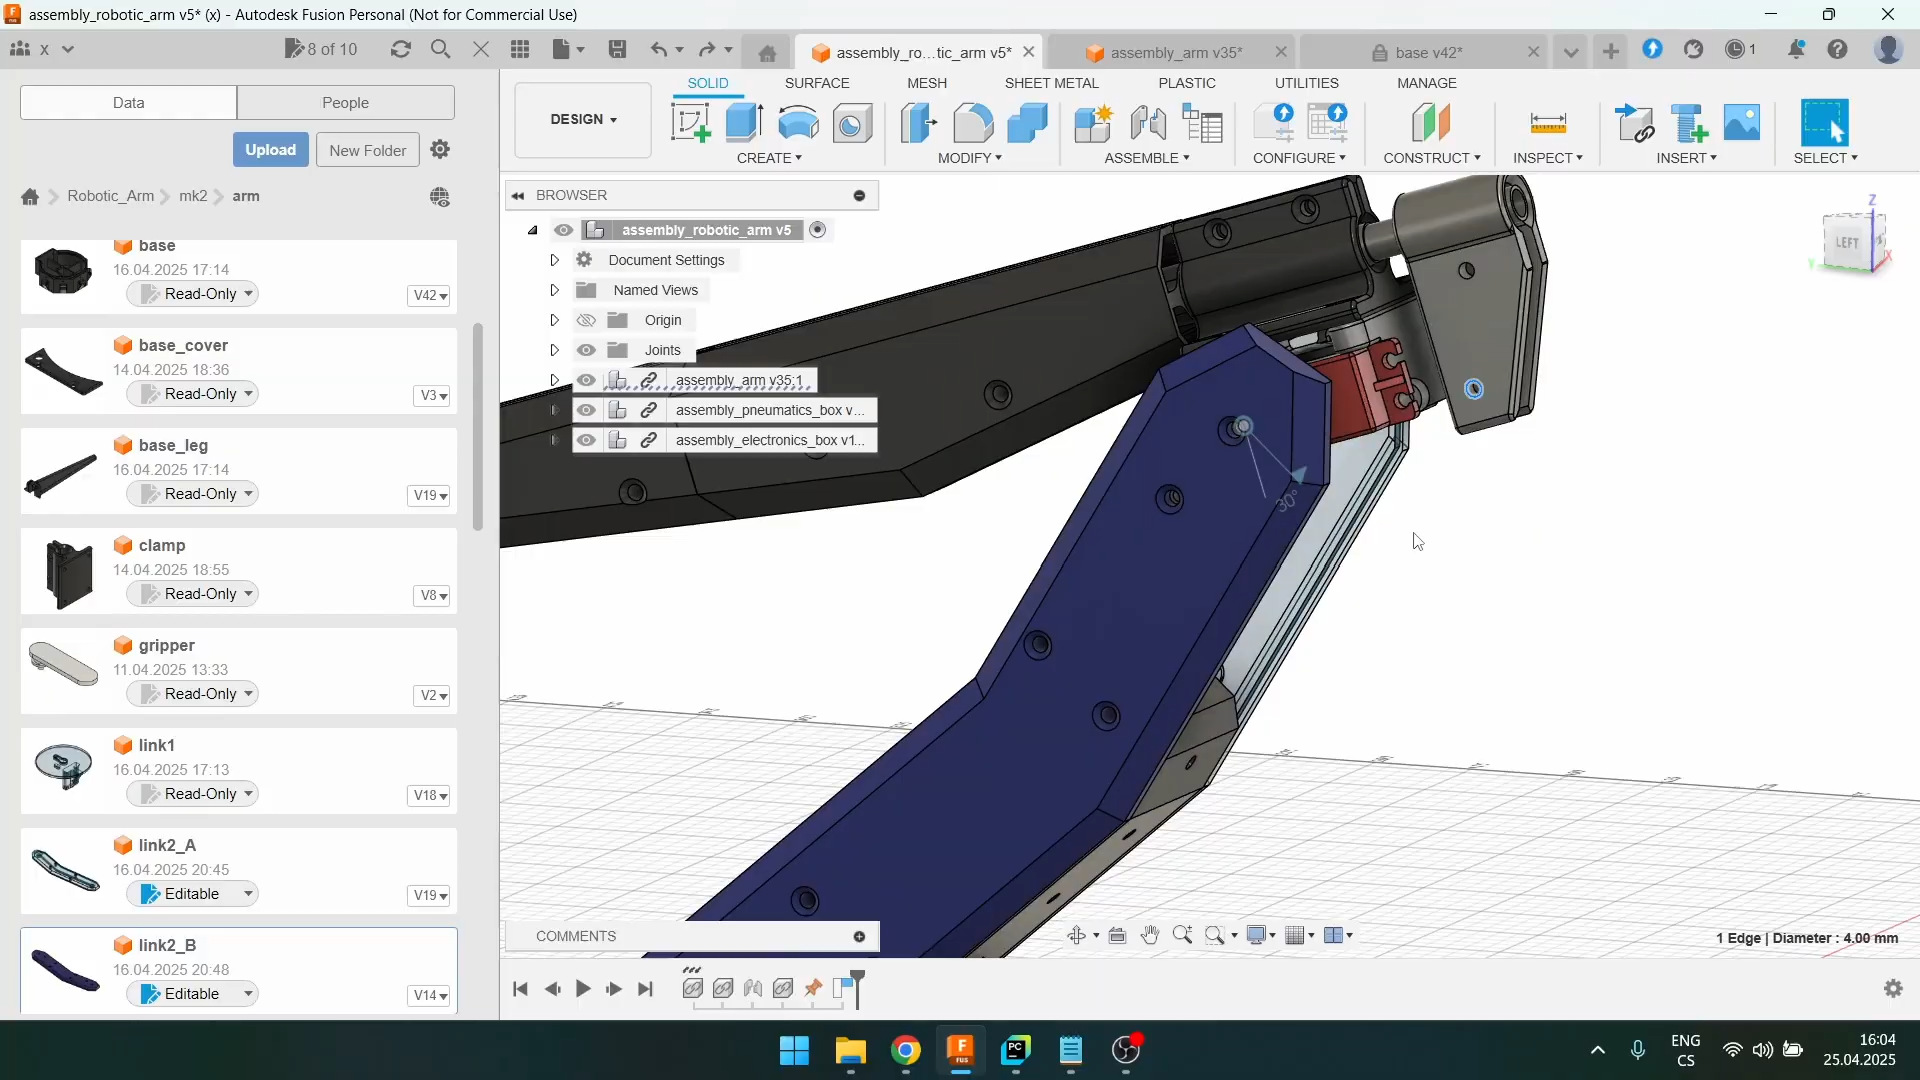 assembly_robotic_arm v5* (x) - Autodesk Fusion Personal (Not for Commercial Use)
x
8 of 10
assembly_ro...tic_arm v5*
assembly_arm v35*
base v42*
1
Data
People
Upload
New Folder
Robotic_Arm
mk2
arm
base
16.04.2025 17:14
Read-Only
V42
base_cover
14.04.2025 18:36
Read-Only
V3
base_leg
16.04.2025 17:14
Read-Only
V19
clamp
14.04.2025 18:55
Read-Only
V8
gripper
11.04.2025 13:33
Read-Only
V2
link1
16.04.2025 17:13
Read-Only
V18
link2_A
16.04.2025 20:45
Editable
V19
link2_B
16.04.2025 20:48
Editable
V14
DESIGN
SOLID
SURFACE
MESH
SHEET METAL
PLASTIC
UTILITIES
MANAGE
CREATE
MODIFY
ASSEMBLE
CONFIGURE
CONSTRUCT
INSPECT
INSERT
SELECT
BROWSER
assembly_robotic_arm v5
Document Settings
Named Views
Origin
Joints
assembly_arm v35:1
assembly_pneumatics_box v...
assembly_electronics_box v1...
Z
LEFT
Y
X
30°
COMMENTS
1 Edge | Diameter : 4.00 mm
F
FUS
PC
ENG
CS
16:04
25.04.2025